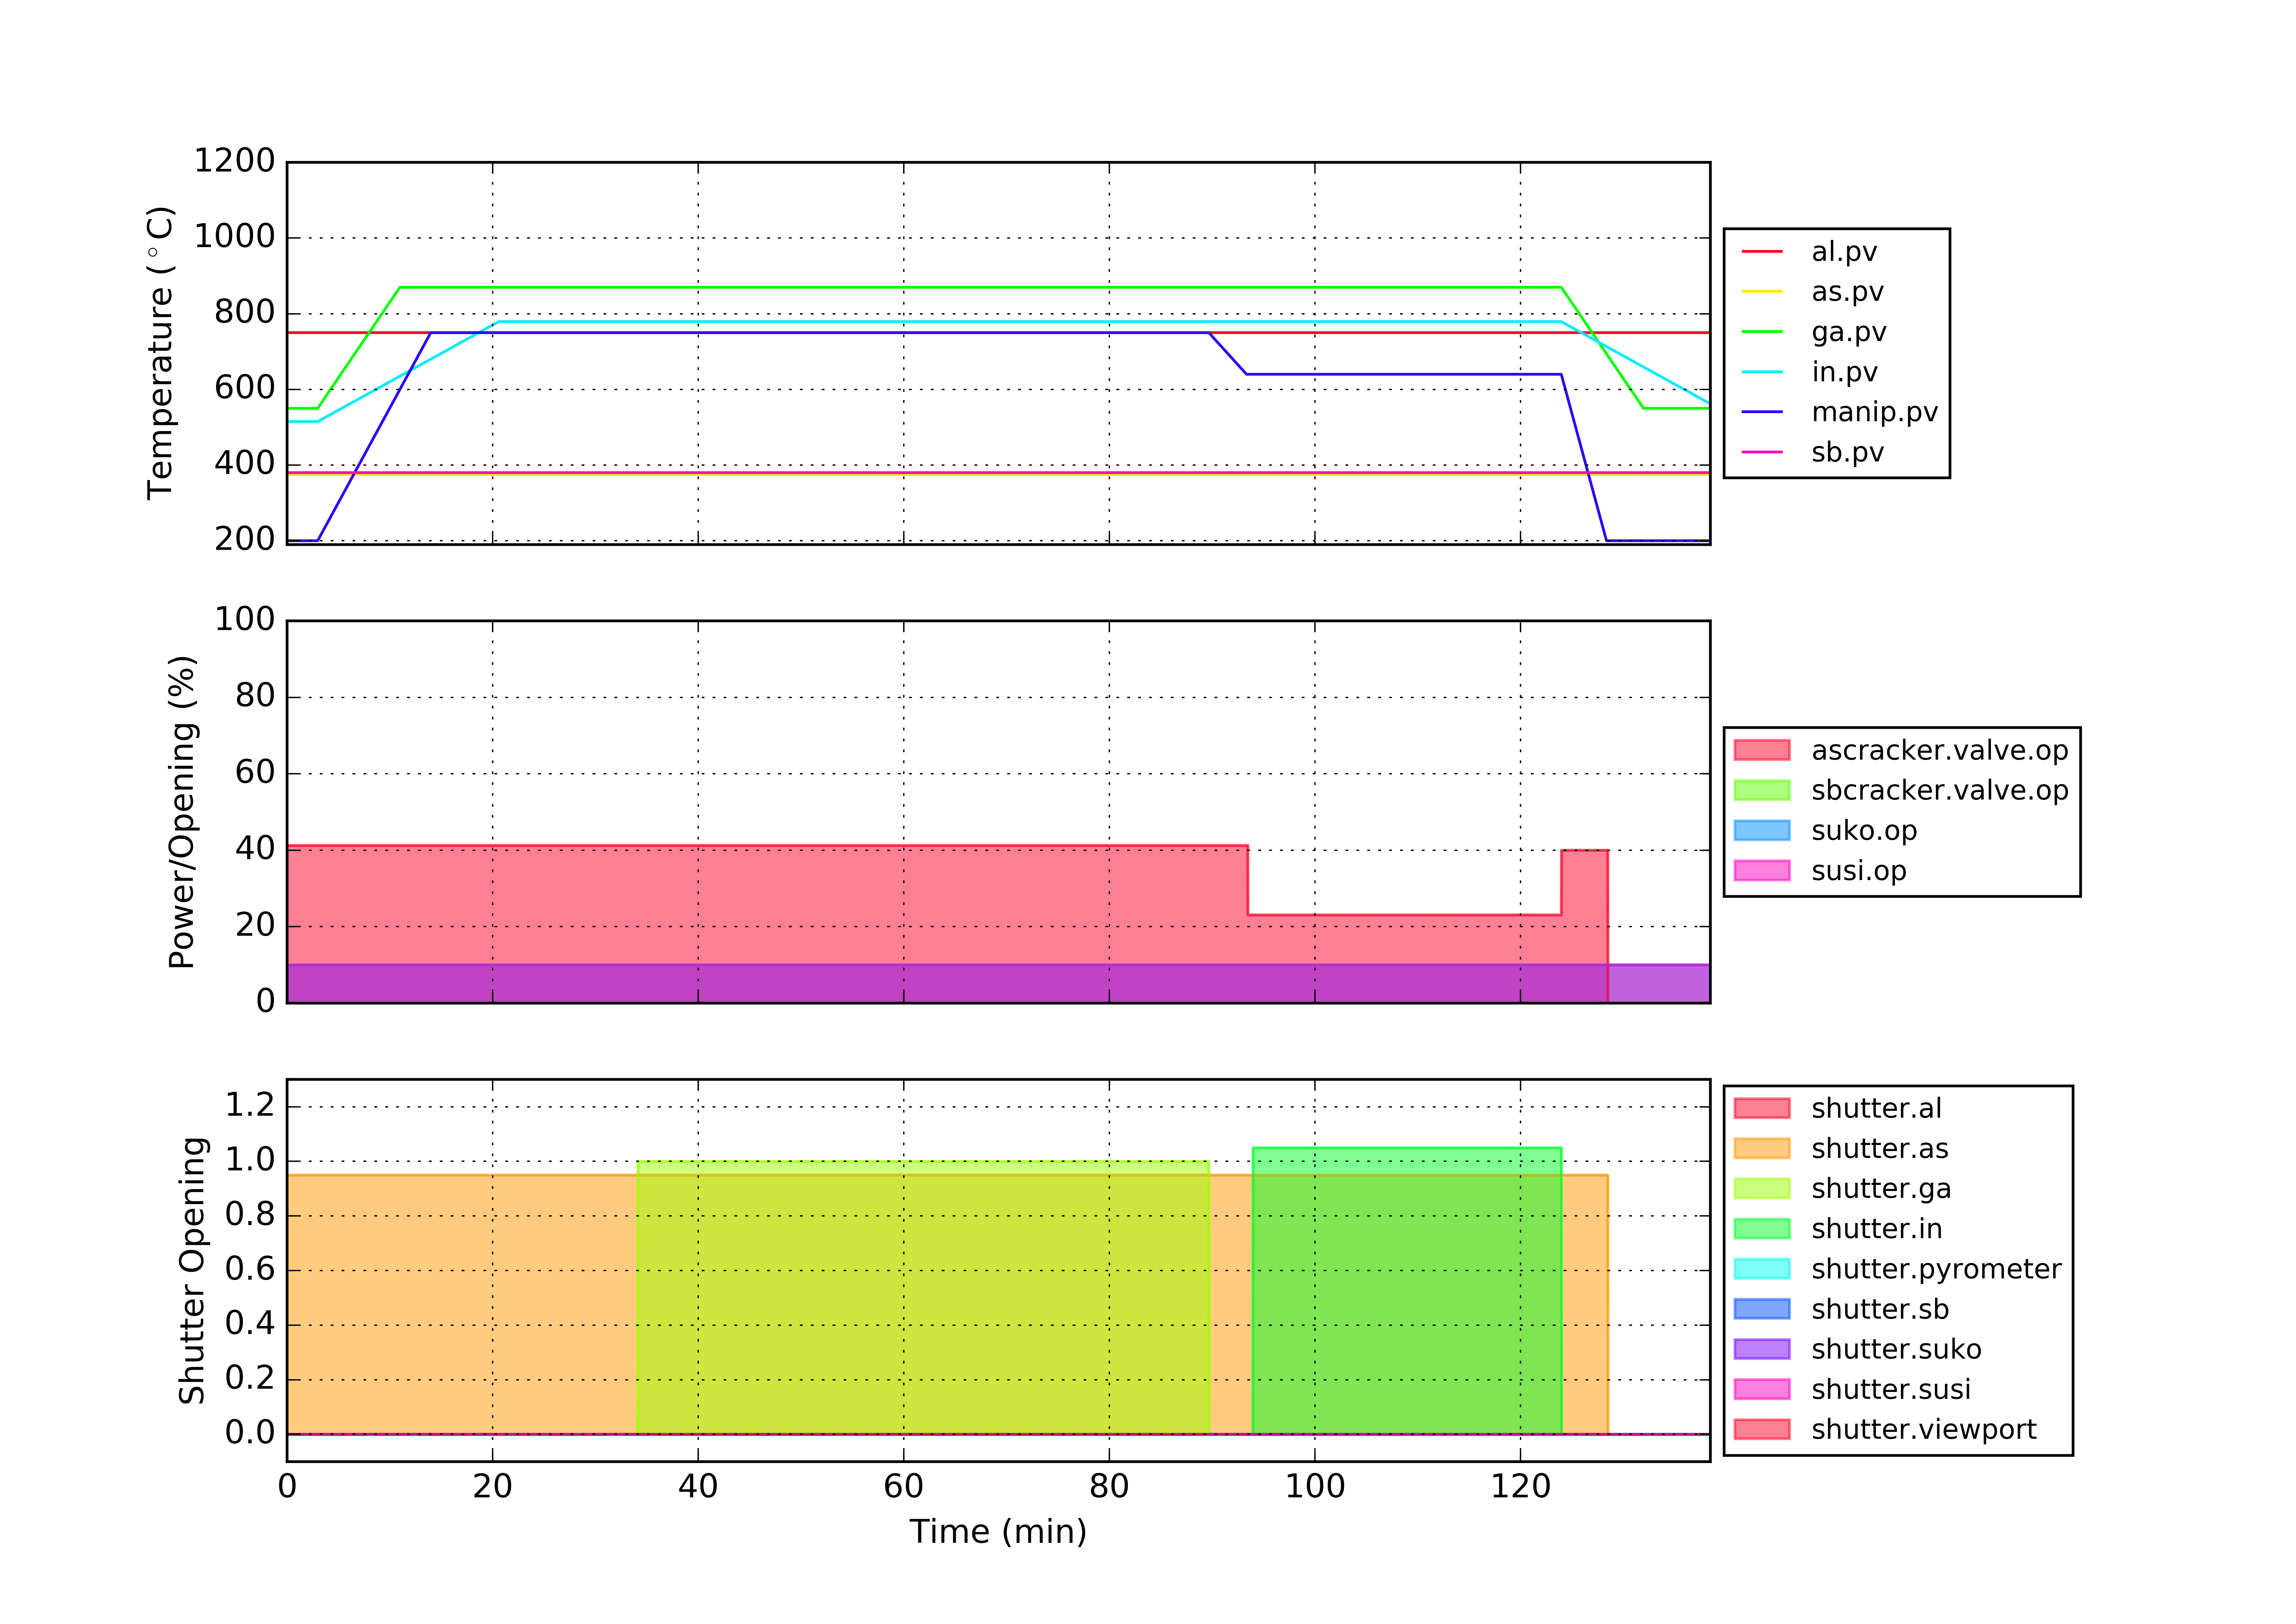 1200
1000
800
600
400
200
Temperature (°C)
al.pv
as.pv
ga.pv
in.pv
manip.pv
sb.pv
100
80
60
40
20
0
Power/Opening (%)
ascracker.valve.op
sbcracker.valve.op
suko.op
susi.op
1.2
1.0
0.8
0.6
0.4
0.2
0.0
Shutter Opening
shutter.al
shutter.as
shutter.ga
shutter.in
shutter.pyrometer
shutter.sb
shutter.suko
shutter.susi
shutter.viewport
0 20 40 60 80 100 120
Time (min)